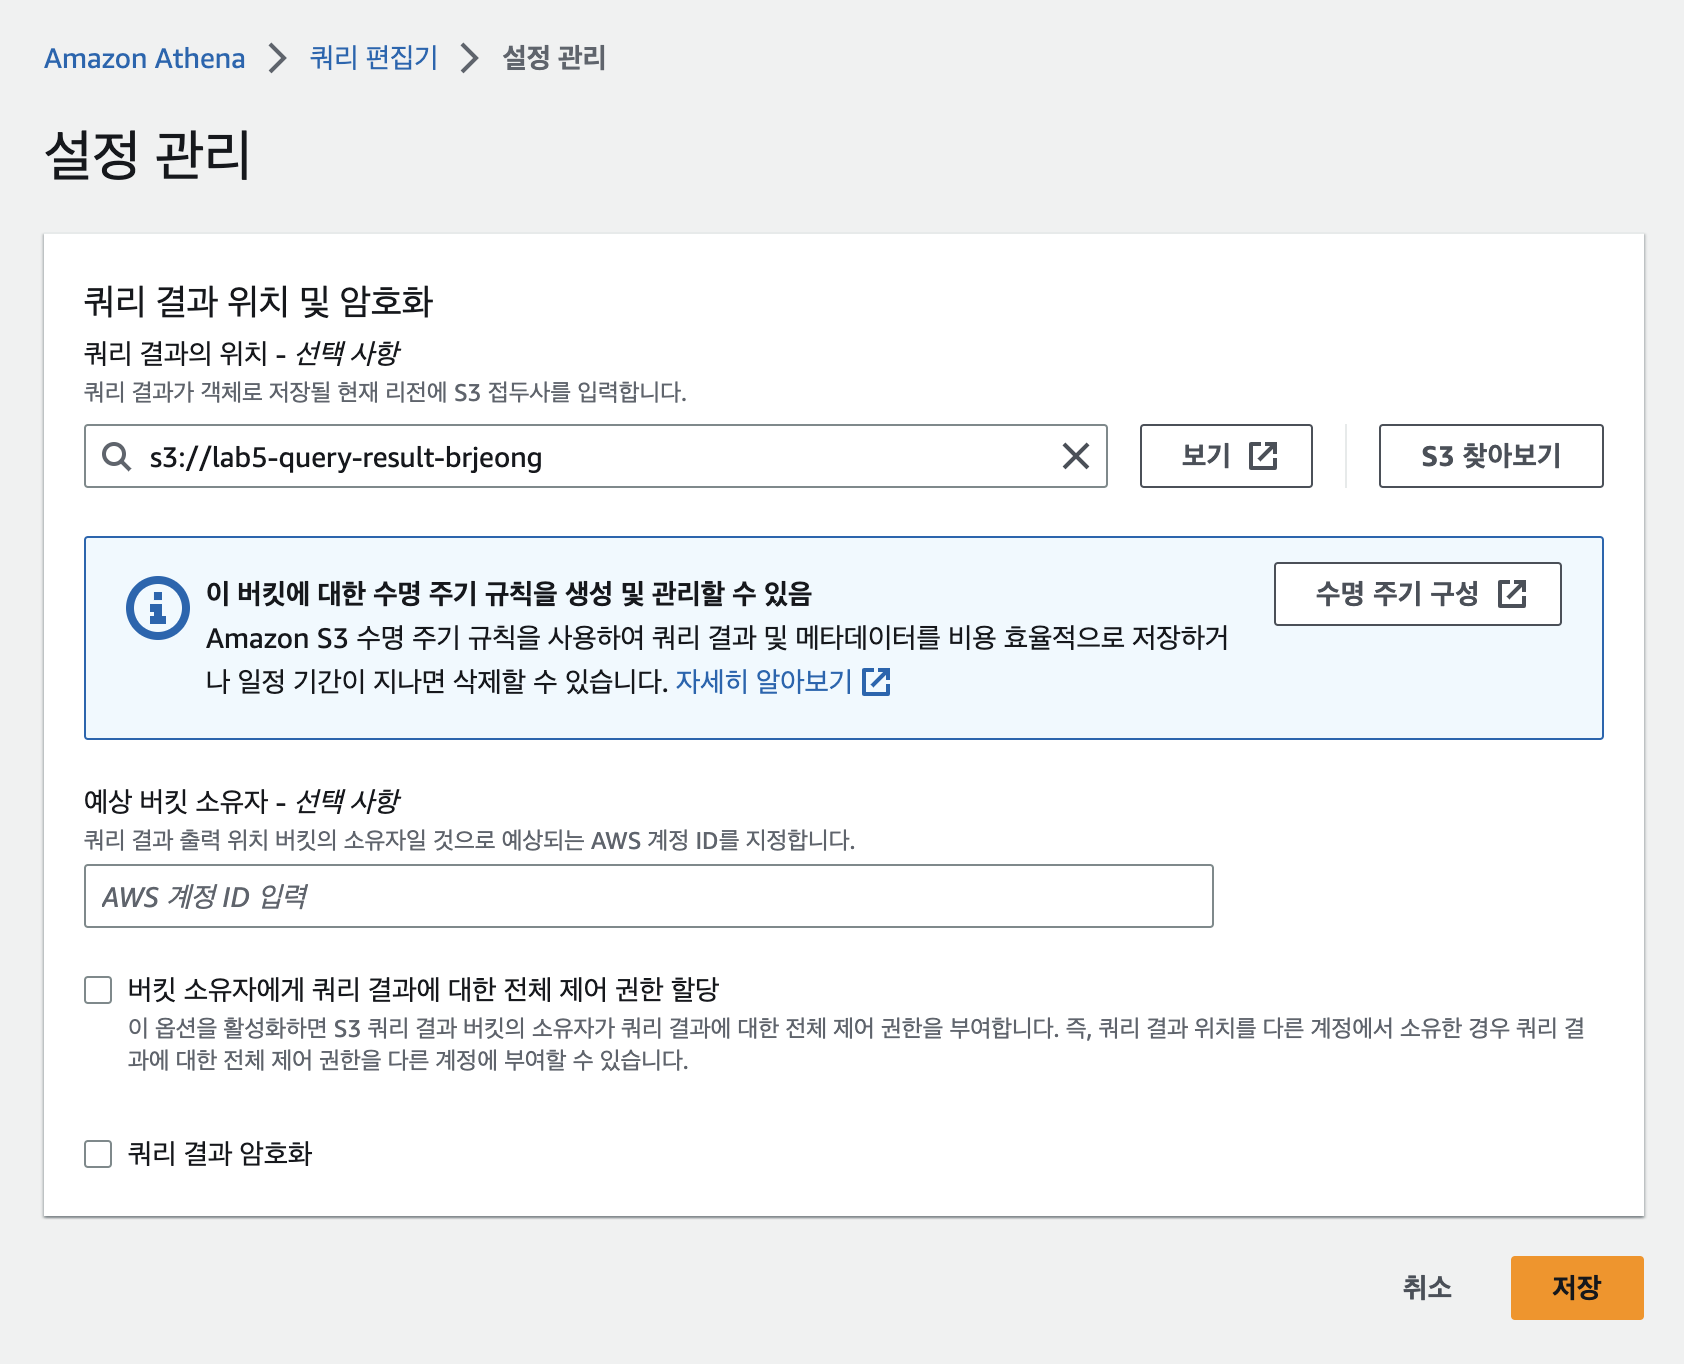 Amazon Athena > 쿼리 편집기 > 설정 관리
설정 관리
쿼리 결과 위치 및 암호화
쿼리 결과의 위치 - 선택 사항
쿼리 결과가 객체로 저장될 현재 리전에 S3 접두사를 입력합니다.
s3://lab5-query-result-brjeong
보기
S3 찾아보기
이 버킷에 대한 수명 주기 규칙을 생성 및 관리할 수 있음
수명 주기 구성
Amazon S3 수명 주기 규칙을 사용하여 쿼리 결과 및 메타데이터를 비용 효율적으로 저장하거
나 일정 기간이 지나면 삭제할 수 있습니다. 자세히 알아보기
예상 버킷 소유자 - 선택 사항
쿼리 결과 출력 위치 버킷의 소유자일 것으로 예상되는 AWS 계정 ID를 지정합니다.
AWS 계정 ID 입력
버킷 소유자에게 쿼리 결과에 대한 전체 제어 권한 할당
이 옵션을 활성화하면 S3 쿼리 결과 버킷의 소유자가 쿼리 결과에 대한 전체 제어 권한을 부여합니다. 즉, 쿼리 결과 위치를 다른 계정에서 소유한 경우 쿼리 결
과에 대한 전체 제어 권한을 다른 계정에 부여할 수 있습니다.
쿼리 결과 암호화
취소
저장